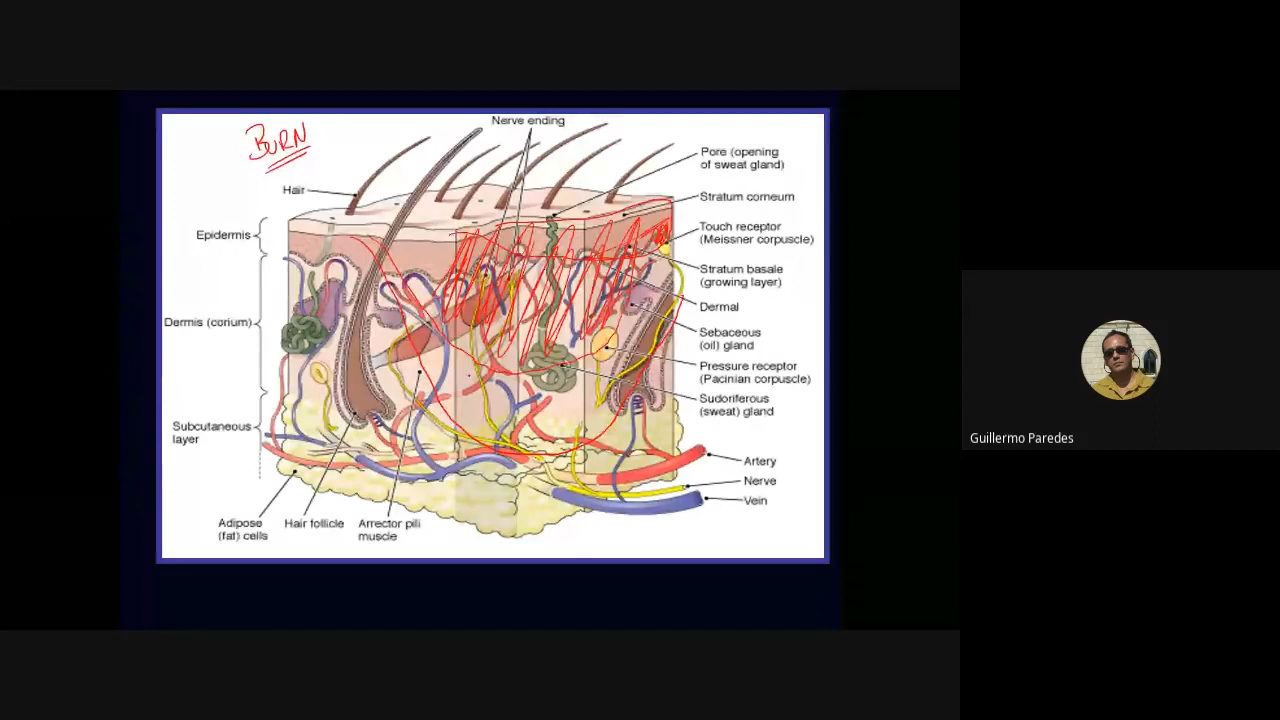 BURN
Nerve ending
Pore (opening
of sweat gland)
Hair
Stratum corneum
Epidermis
Touch receptor
(Meissner corpuscle)
Stratum basale
(growing layer)
Dermal
Dermis (corium)
Sebaceous
(oil) gland
Pressure receptor
(Pacinian corpuscle)
Sudoriferous
(sweat) gland
Subcutaneous
layer
Artery
Nerve
Vein
Adipose
(fat) cells
Hair follicle
Arrector pili
muscle
Guillermo Paredes